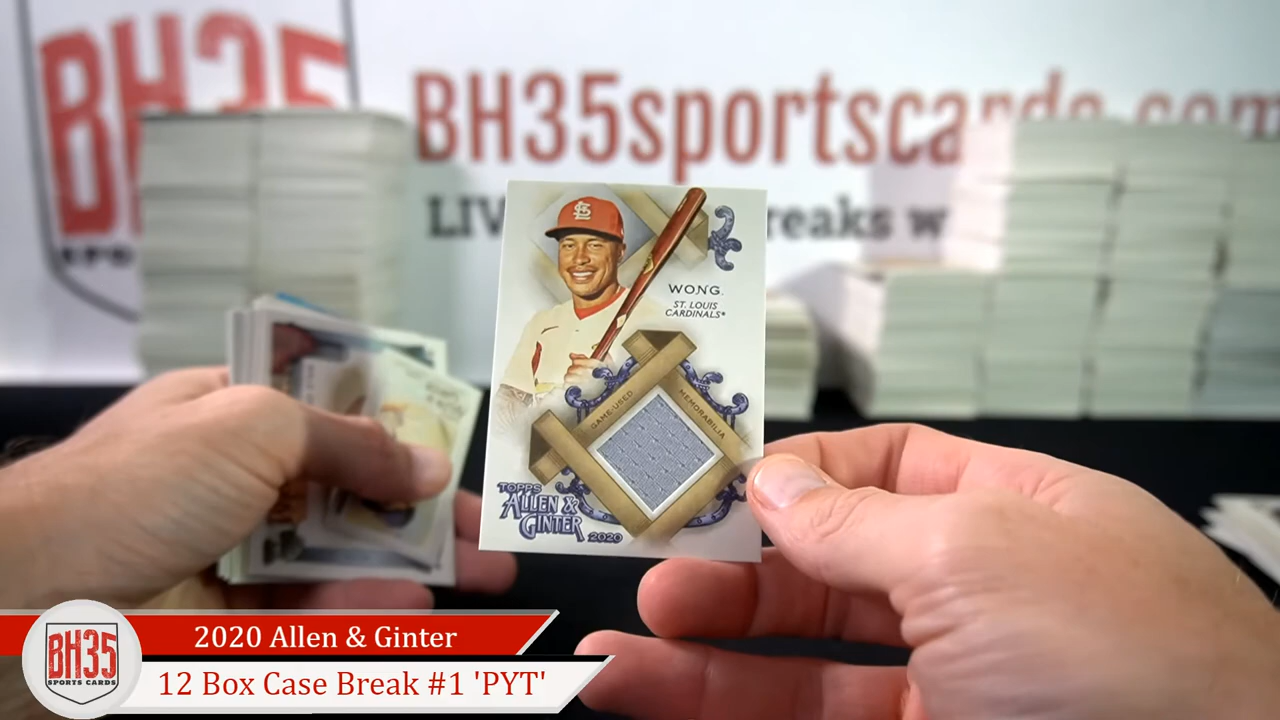 BH35
BH35sportscards.com
LIV
reaks w
WONG.
ST. LOUIS
CARDINALS*
GAME-USED
MEMORABILIA
TOPPS
ALLEN &
GINTER
2020
BH35
SPORTS CARDS
2020 Allen & Ginter
12 Box Case Break #1 'PYT'